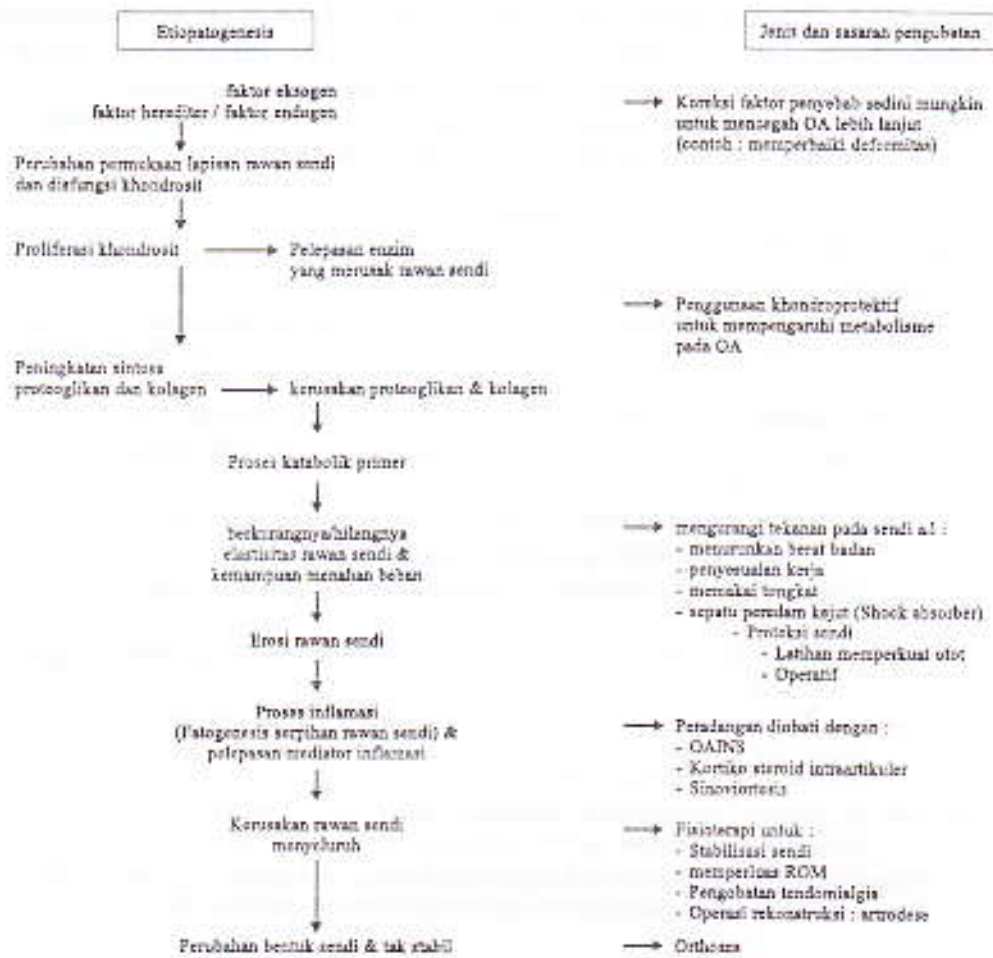 Etiopatogenesis
Jenis dan sasaran pengubatan
faktor eksogen
faktor herediter / faktor endogen
Koreksi faktor penyebab sedini mungkin
untuk mensegah OA lebih lanjut
(contoh : memperbaiki deformitas)
Perubahan permukaan lapisan rawan sendi
dan disfungsi khondrosit
Proliferasi khondrosit
Pelepasan enzim
yang merusak rawan sendi
Penggunaan khondroprotektif
untuk mempengaruhi metabolisme
pada OA
Peningkatan sintesa
proteoglikan dan kolagen
kerusakan proteoglikan & kolagen
Proses katabolik primer
berkurangnya/hilangnya
elastisitas rawan sendi &
kemampuan menahan beban
mengurangi tekanan pada sendi a.l :
- menurunkan berat badan
- penyesualan kerja
- memakai tongkat
- sepatu peredam kejut (Shock absorber)
- Proteksi sendi
- Latihan memperkuat otot
- Operatif
Erosi rawan sendi
Proses inflamasi
(Patogenesis serpihan rawan sendi) &
pelepasan mediator inflamasi
Peradangan diobati dengan :
- OAINS
- Kortiko steroid intraartikuler
- Sinoviortesis
Kerusakan rawan sendi
menyeluruh
Fisioterapi untuk :
- Stabilisasi sendi
- memperluas ROM
- Pengobatan tendomialgia
- Operasi rekonstruksi : artrodese
Perubahan bentuk sendi & tak stabil
Orthosea